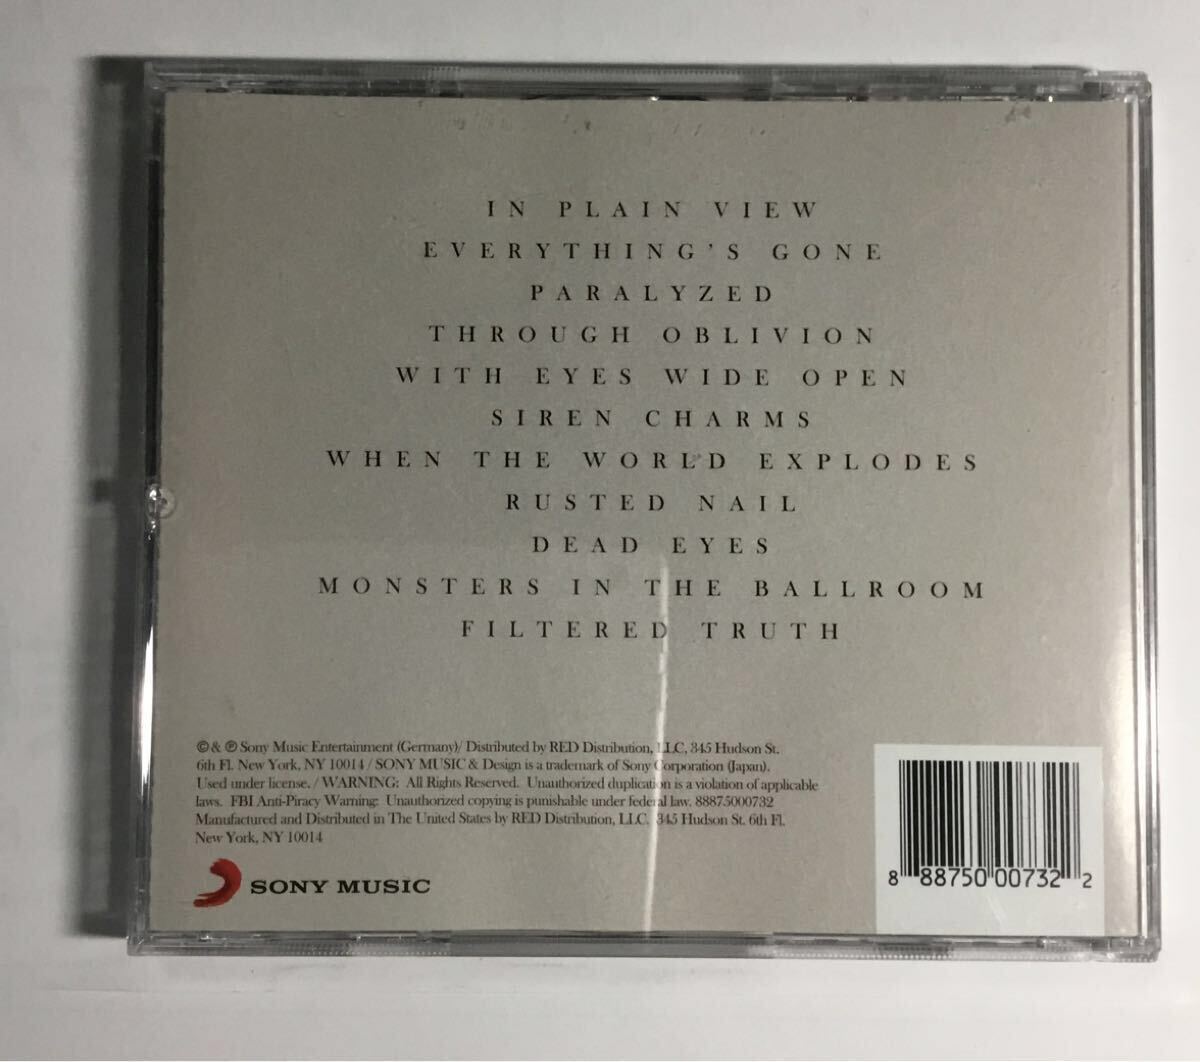 IN PLAIN VIEW
EVERYTHING'S GONE
PARALYZED
THROUGH OBLIVION
WITH EYES WIDE OPEN
SIREN CHARMS
WHEN THE WORLD EXPLODES
RUSTED NAIL
DEAD EYES
MONSTERS IN THE BALLROOM
FILTERED TRUTH
© & ℗ Sony Music Entertainment (Germany)/ Distributed by RED Distribution, LLC, 345 Hudson St.
6th Fl. New York, NY 10014 / SONY MUSIC & Design is a trademark of Sony Corporation (Japan).
Used under license. / WARNING: All Rights Reserved. Unauthorized duplication is a violation of applicable
laws. FBI Anti-Piracy Warning: Unauthorized copying is punishable under federal law. 88875000732
Manufactured and Distributed in The United States by RED Distribution, LLC. 345 Hudson St. 6th Fl.
New York, NY 10014
SONY MUSIC
8 88750 00732 2